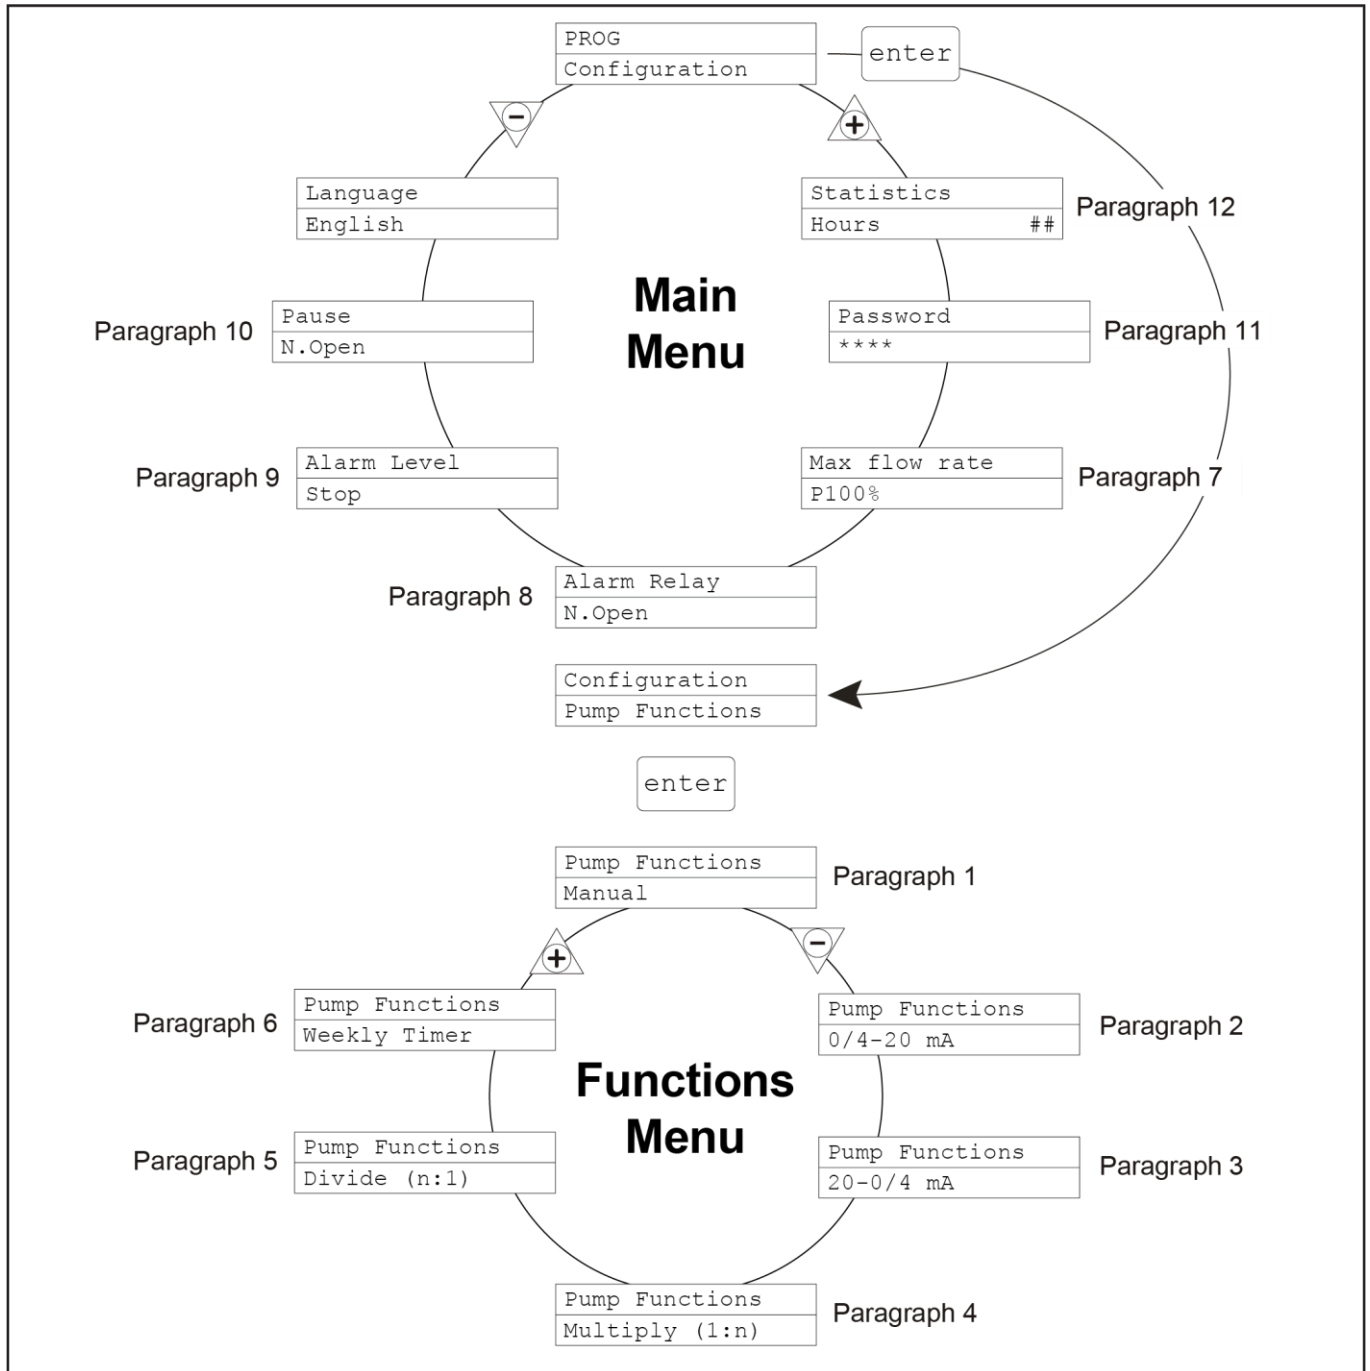 PROG
Configuration
enter
Language
English
Statistics
Hours ##
Paragraph 12
Main
Menu
Paragraph 10
Pause
N.Open
Password
****
Paragraph 11
Paragraph 9
Alarm Level
Stop
Max flow rate
P100%
Paragraph 7
Paragraph 8
Alarm Relay
N.Open
Configuration
Pump Functions
enter
Pump Functions
Manual
Paragraph 1
Paragraph 6
Pump Functions
Weekly Timer
Pump Functions
0/4-20 mA
Paragraph 2
Functions
Menu
Paragraph 5
Pump Functions
Divide (n:1)
Pump Functions
20-0/4 mA
Paragraph 3
Pump Functions
Multiply (1:n)
Paragraph 4